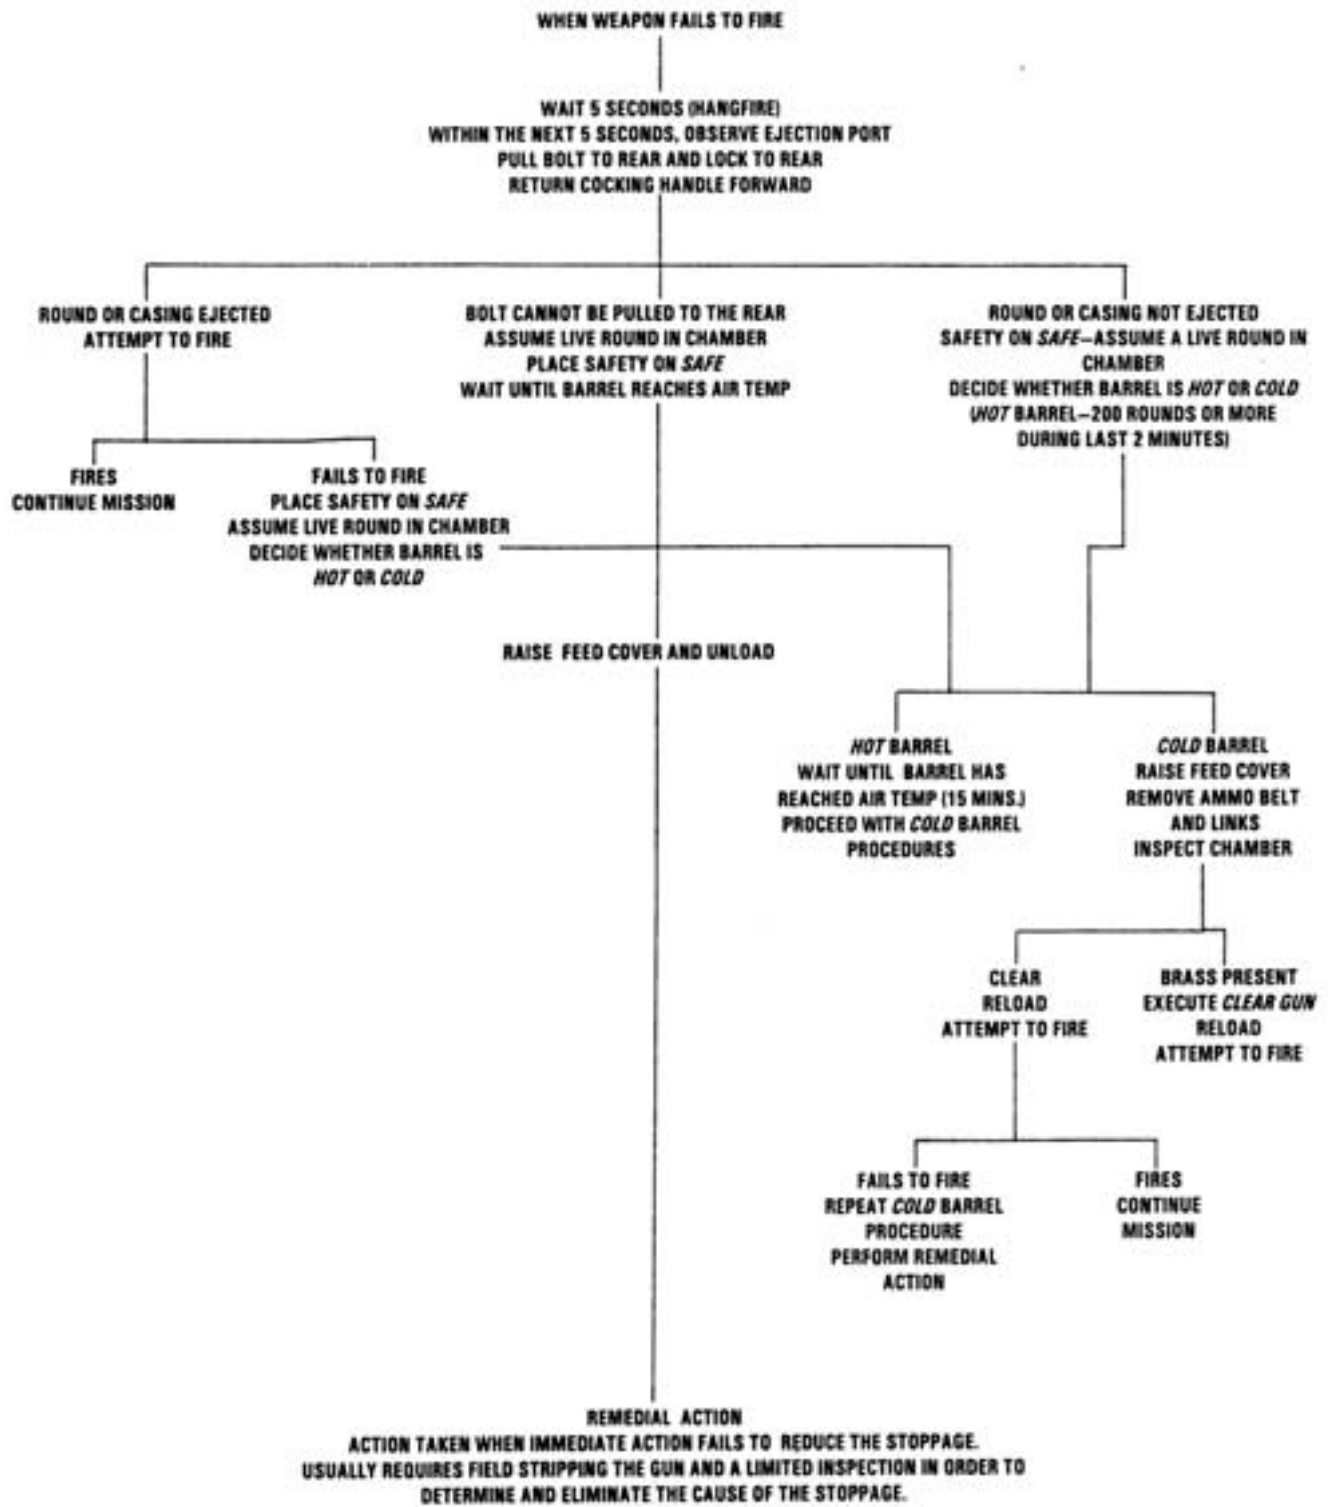 WHEN WEAPON FAILS TO FIRE
WAIT 5 SECONDS (HANGFIRE)
WITHIN THE NEXT 5 SECONDS, OBSERVE EJECTION PORT
PULL BOLT TO REAR AND LOCK TO REAR
RETURN COCKING HANDLE FORWARD
ROUND OR CASING EJECTED
ATTEMPT TO FIRE
BOLT CANNOT BE PULLED TO THE REAR
ASSUME LIVE ROUND IN CHAMBER
PLACE SAFETY ON SAFE
WAIT UNTIL BARREL REACHES AIR TEMP
ROUND OR CASING NOT EJECTED
SAFETY ON SAFE—ASSUME A LIVE ROUND IN
CHAMBER
DECIDE WHETHER BARREL IS HOT OR COLD
(HOT BARREL—200 ROUNDS OR MORE
DURING LAST 2 MINUTES)
FIRES
CONTINUE MISSION
FAILS TO FIRE
PLACE SAFETY ON SAFE
ASSUME LIVE ROUND IN CHAMBER
DECIDE WHETHER BARREL IS
HOT OR COLD
RAISE FEED COVER AND UNLOAD
HOT BARREL
WAIT UNTIL BARREL HAS
REACHED AIR TEMP (15 MINS.)
PROCEED WITH COLD BARREL
PROCEDURES
COLD BARREL
RAISE FEED COVER
REMOVE AMMO BELT
AND LINKS
INSPECT CHAMBER
CLEAR
RELOAD
ATTEMPT TO FIRE
BRASS PRESENT
EXECUTE CLEAR GUN
RELOAD
ATTEMPT TO FIRE
FAILS TO FIRE
REPEAT COLD BARREL
PROCEDURE
PERFORM REMEDIAL
ACTION
FIRES
CONTINUE
MISSION
REMEDIAL ACTION
ACTION TAKEN WHEN IMMEDIATE ACTION FAILS TO REDUCE THE STOPPAGE.
USUALLY REQUIRES FIELD STRIPPING THE GUN AND A LIMITED INSPECTION IN ORDER TO
DETERMINE AND ELIMINATE THE CAUSE OF THE STOPPAGE.